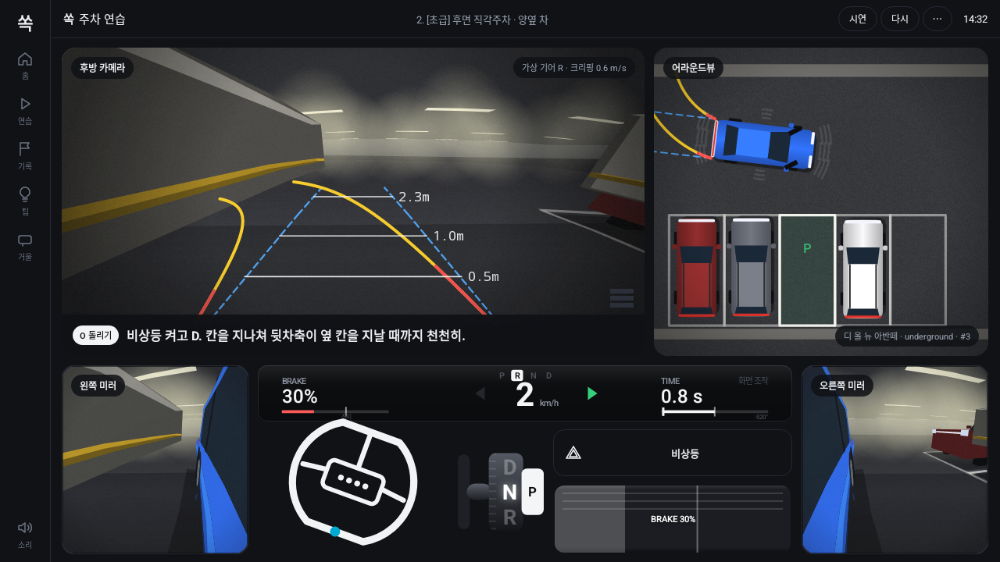 쏙
쏙 주차 연습
2. [초급] 후면 직각주차 · 양옆 차
시연
다시
···
14:32
홈
연습
기록
팁
거울
소리
후방 카메라
가상 기어 R · 크리핑 0.6 m/s
2.3m
1.0m
0.5m
O 돌리기
비상등 켜고 D. 칸을 지나쳐 뒷차축이 옆 칸을 지날 때까지 천천히.
어라운드뷰
P
디 올 뉴 아반떼 · underground · #3
왼쪽 미러
BRAKE
30%
P R N D
2 km/h
TIME
0.8 s
화면 조작
D
N
R
P
비상등
BRAKE 30%
오른쪽 미러